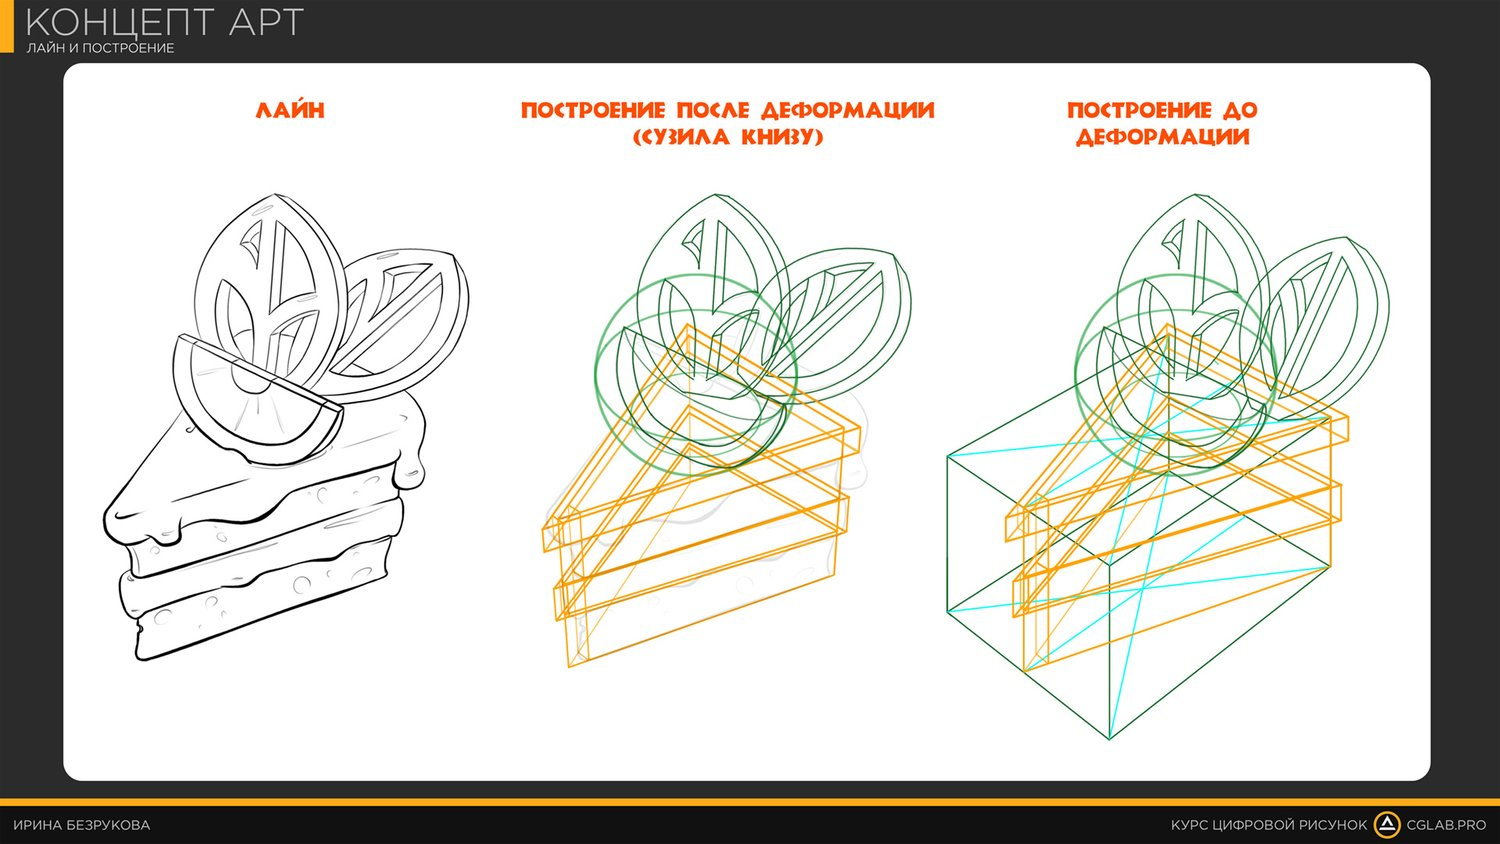 КОНЦЕПТ АРТ
ЛАЙН И ПОСТРОЕНИЕ
ЛАЙН
ПОСТРОЕНИЕ ПОСЛЕ ДЕФОРМАЦИИ
(СУЗИЛА КНИЗУ)
ПОСТРОЕНИЕ ДО
ДЕФОРМАЦИИ
ИРИНА БЕЗРУКОВА
КУРС ЦИФРОВОЙ РИСУНОК CGLAB.PRO